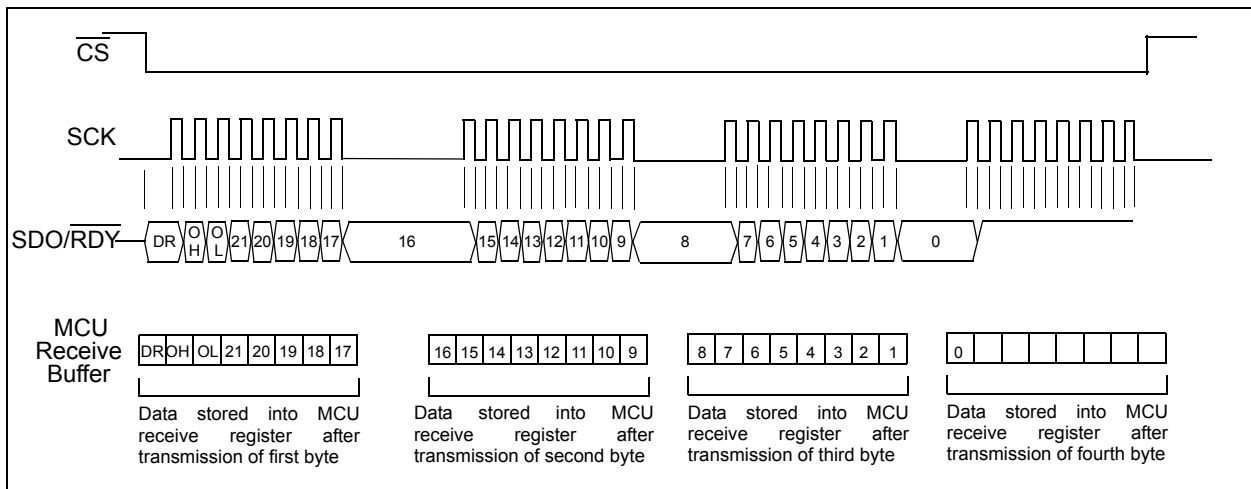 CS
SCK
SDO/RDY
DR OH OL 21 20 19 18 17 16 15 14 13 12 11 10 9 8 7 6 5 4 3 2 1 0
MCU
Receive
Buffer
DR OH OL 21 20 19 18 17
16 15 14 13 12 11 10 9
8 7 6 5 4 3 2 1
0
Data stored into MCU
receive register after
transmission of first byte
Data stored into MCU
receive register after
transmission of second byte
Data stored into MCU
receive register after
transmission of third byte
Data stored into MCU
receive register after
transmission of fourth byte